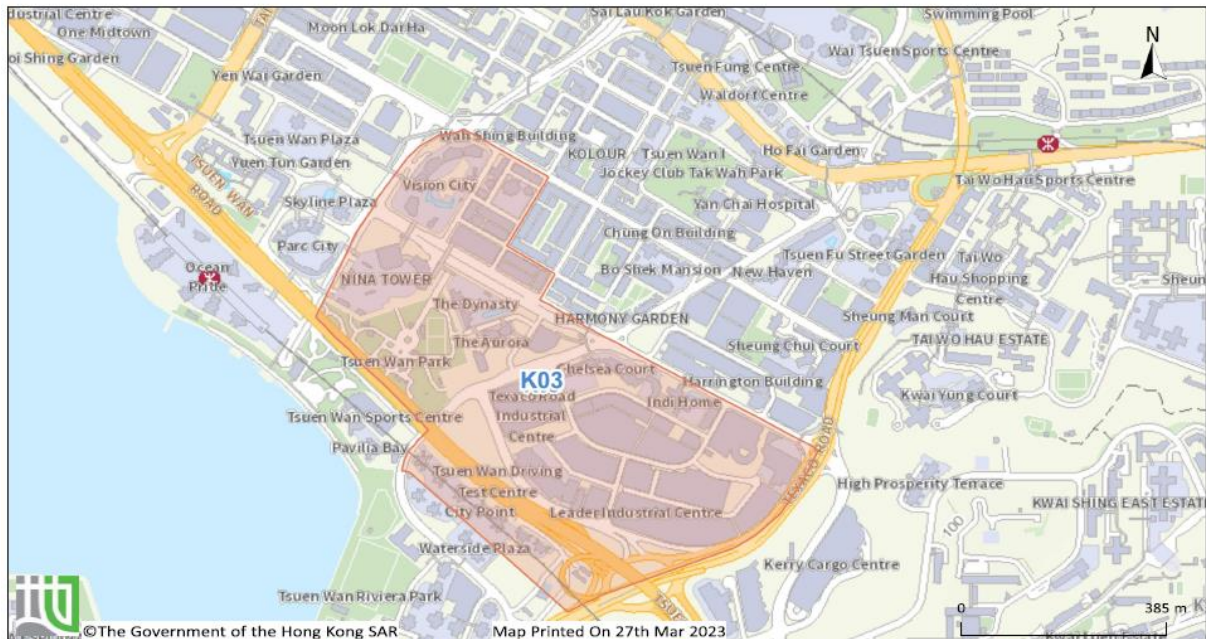 Industrial Centre
One Midtown
Moon Lok Dai Ha
Sai Lau Kok Garden
Swimming Pool
Wai Tsuen Sports Centre
N
oi Shing Garden
Yen Wai Garden
Tsuen Fung Centre
Waldorf Centre
Tsuen Wan Plaza
Wah Shing Building
KOLOUR
Tsuen Wan I
Ho Fai Garden
Yuen Tun Garden
Jockey Club Tak Wah Park
Tai Wo Hau Sports Centre
TSUEN WAN
ROAD
Vision City
Yan Chai Hospital
Skyline Plaza
Chung On Building
Tsuen Fu Street Garden
Tai Wo
Hau Shopping
Centre
Parc City
Bo Shek Mansion
New Haven
Sheung
Ocean
Pride
NINA TOWER
The Dynasty
HARMONY GARDEN
Sheung Man Court
The Aurora
Sheung Chui Court
TAI WO HAU ESTATE
Tsuen Wan Park
Chelsea Court
K03
Harrington Building
Texaco Road
Industrial
Centre
Indi Home
Kwai Yung Court
Tsuen Wan Sports Centre
Pavilia Bay
TEXACO ROAD
Tsuen Wan Driving
Test Centre
High Prosperity Terrace
City Point
Leader Industrial Centre
100
KWAI SHING EAST ESTATE
Waterside Plaza
Kerry Cargo Centre
Tsuen Wan Riviera Park
TSUE
0
385 m
©The Government of the Hong Kong SAR
Map Printed On 27th Mar 2023